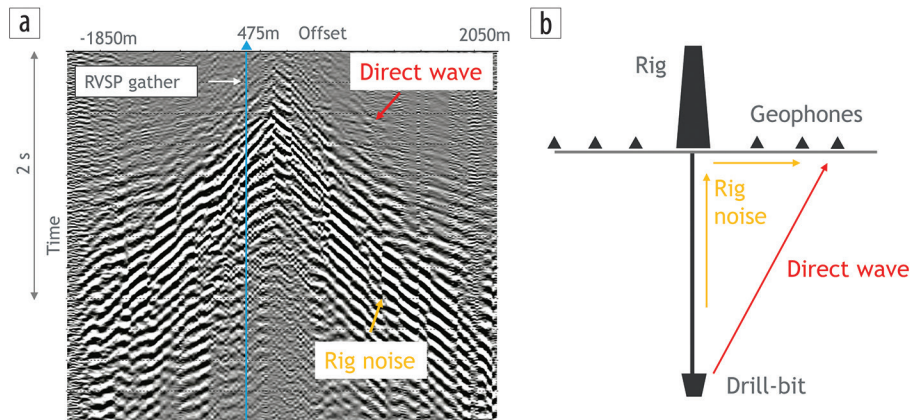 a
-1850m
475m
Offset
2050m
RVSP gather
Direct wave
2 s
Time
Rig noise
b
Rig
Geophones
Rig
noise
Direct wave
Drill-bit